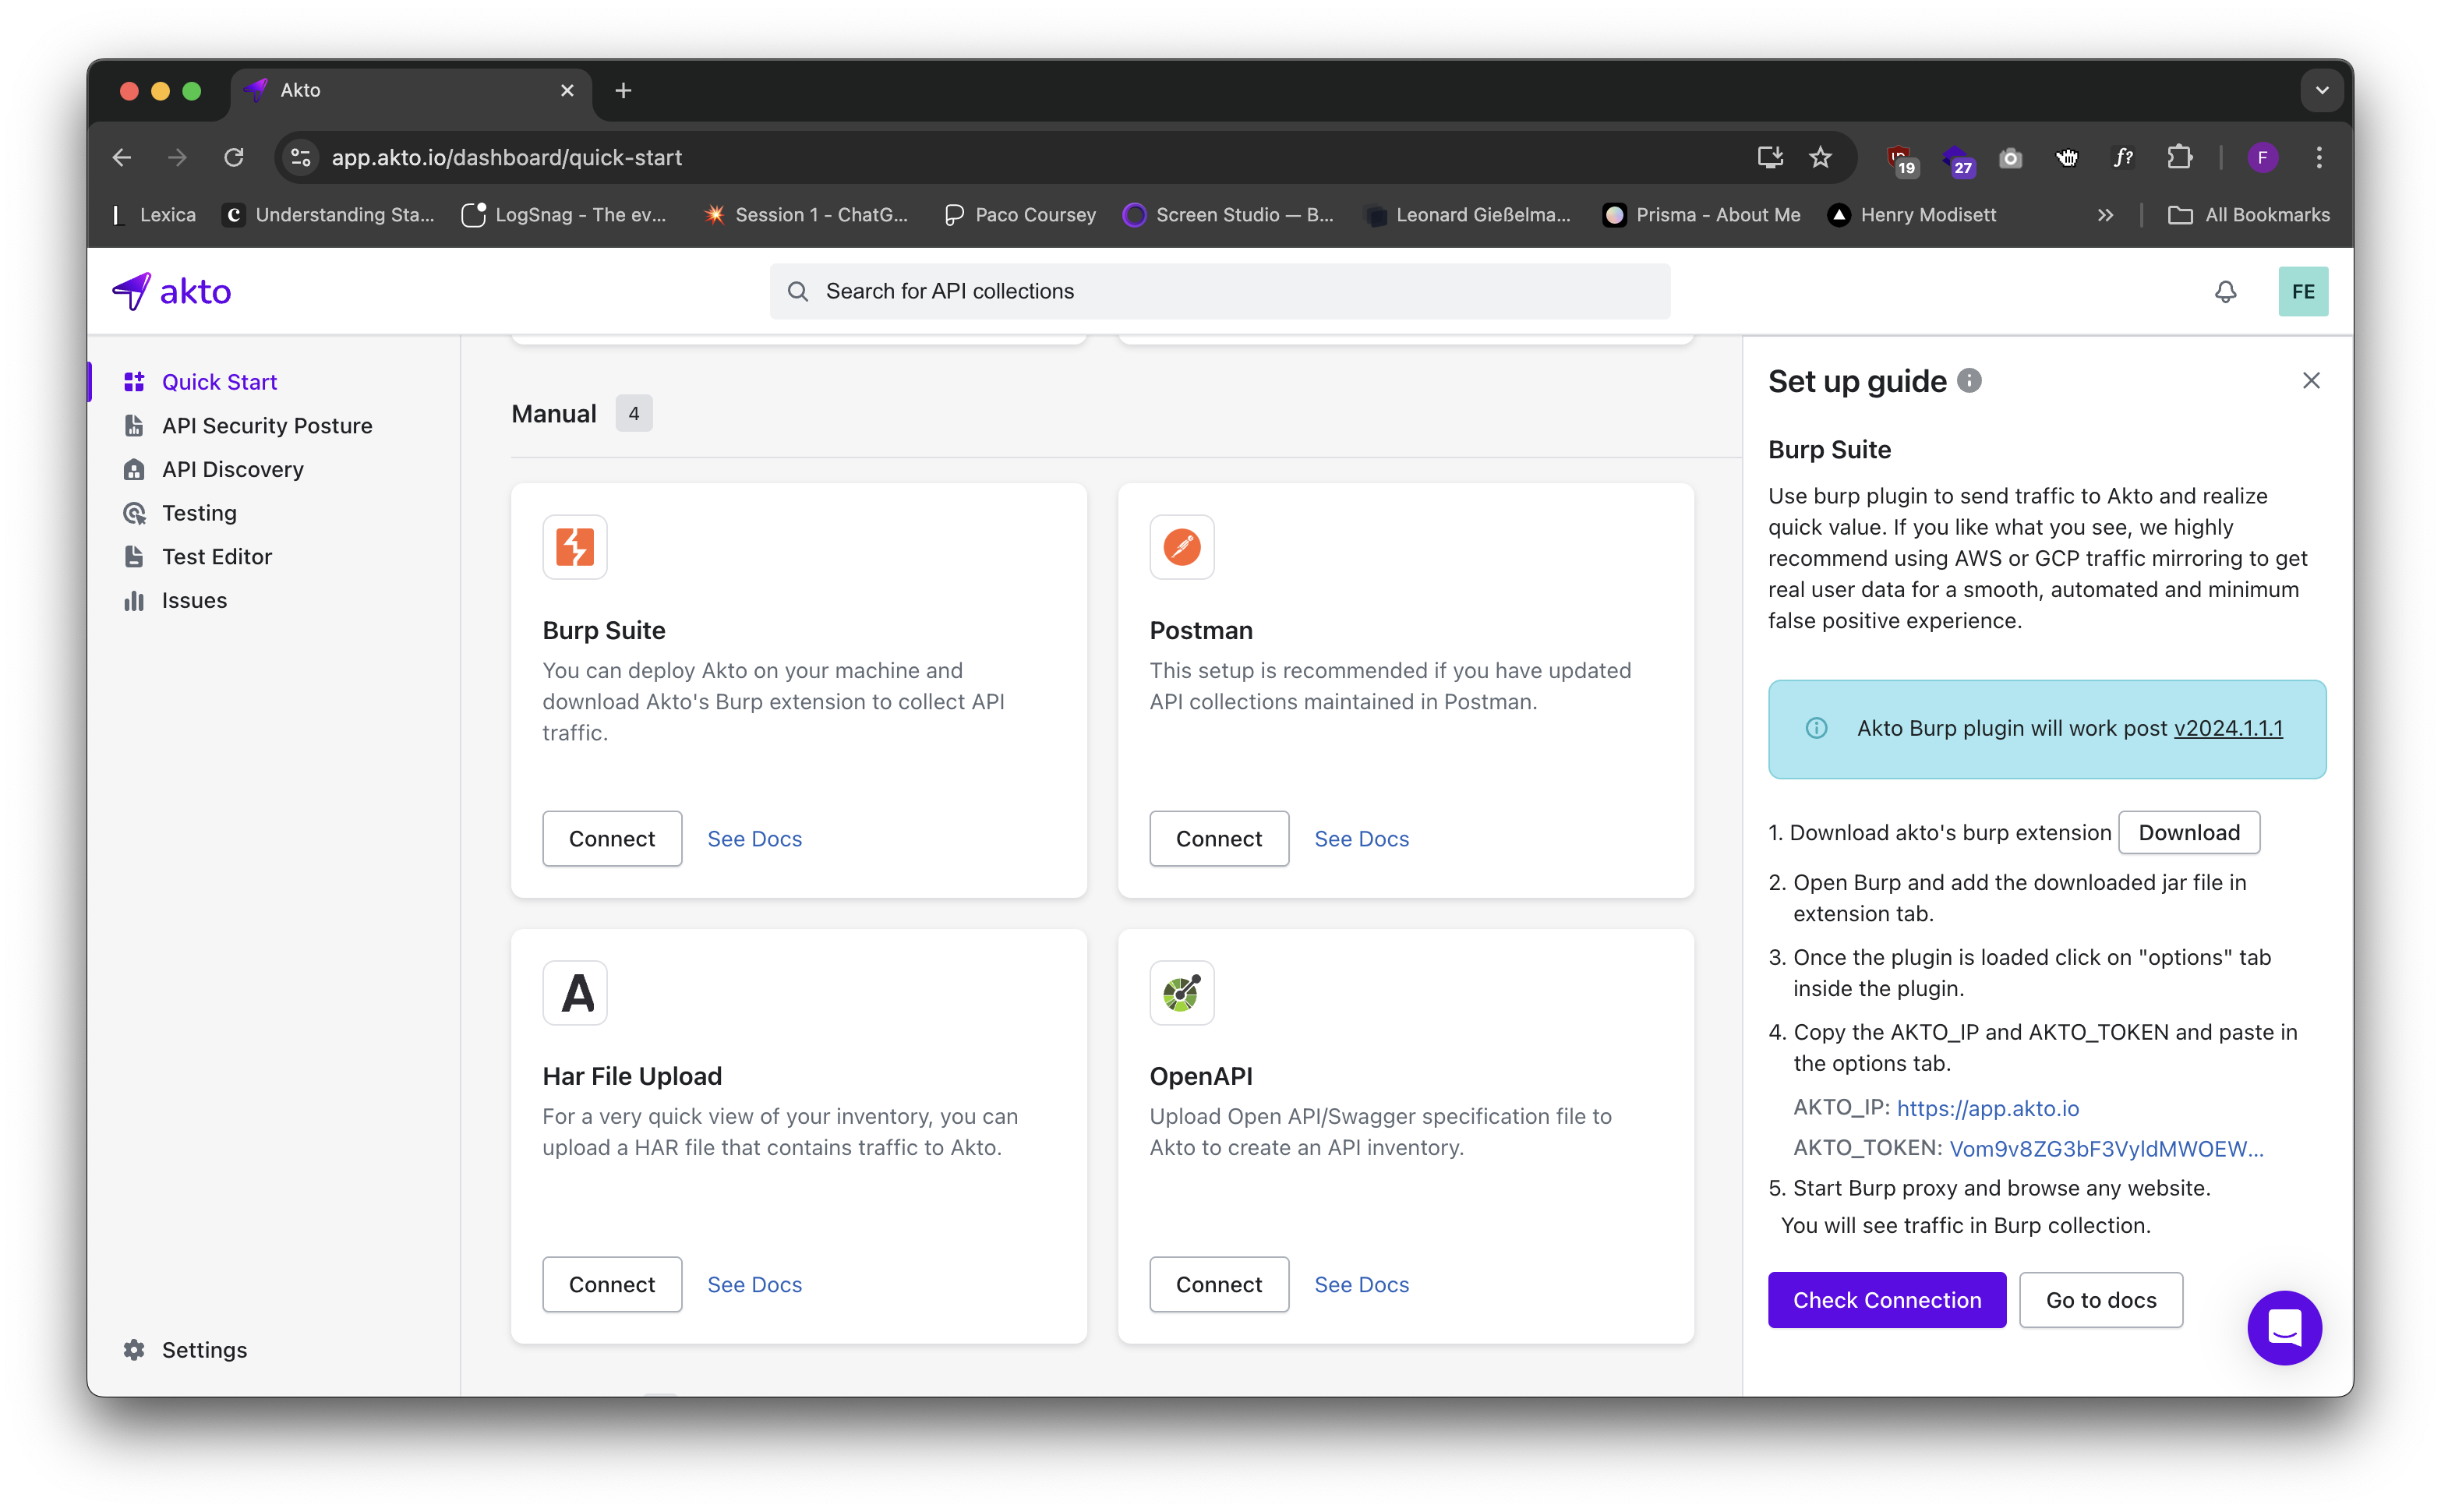 Akto
app.akto.io/dashboard/quick-start
19
27
f?
F
Lexica
Understanding Sta...
LogSnag - The ev...
Session 1 - ChatG...
Paco Coursey
Screen Studio — B...
Leonard Gießelma...
Prisma - About Me
Henry Modisett
All Bookmarks
akto
Search for API collections
FE
Quick Start
API Security Posture
API Discovery
Testing
Test Editor
Issues
Settings
Manual 4
Burp Suite
You can deploy Akto on your machine and
download Akto's Burp extension to collect API
traffic.
Connect See Docs
Postman
This setup is recommended if you have updated
API collections maintained in Postman.
Connect See Docs
Har File Upload
For a very quick view of your inventory, you can
upload a HAR file that contains traffic to Akto.
Connect See Docs
OpenAPI
Upload Open API/Swagger specification file to
Akto to create an API inventory.
Connect See Docs
Set up guide
Burp Suite
Use burp plugin to send traffic to Akto and realize
quick value. If you like what you see, we highly
recommend using AWS or GCP traffic mirroring to get
real user data for a smooth, automated and minimum
false positive experience.
Akto Burp plugin will work post v2024.1.1.1
1. Download akto's burp extension Download
2. Open Burp and add the downloaded jar file in
extension tab.
3. Once the plugin is loaded click on "options" tab
inside the plugin.
4. Copy the AKTO_IP and AKTO_TOKEN and paste in
the options tab.
AKTO_IP: https://app.akto.io
AKTO_TOKEN: Vom9v8ZG3bF3VyldMWOEW...
5. Start Burp proxy and browse any website.
You will see traffic in Burp collection.
Check Connection Go to docs